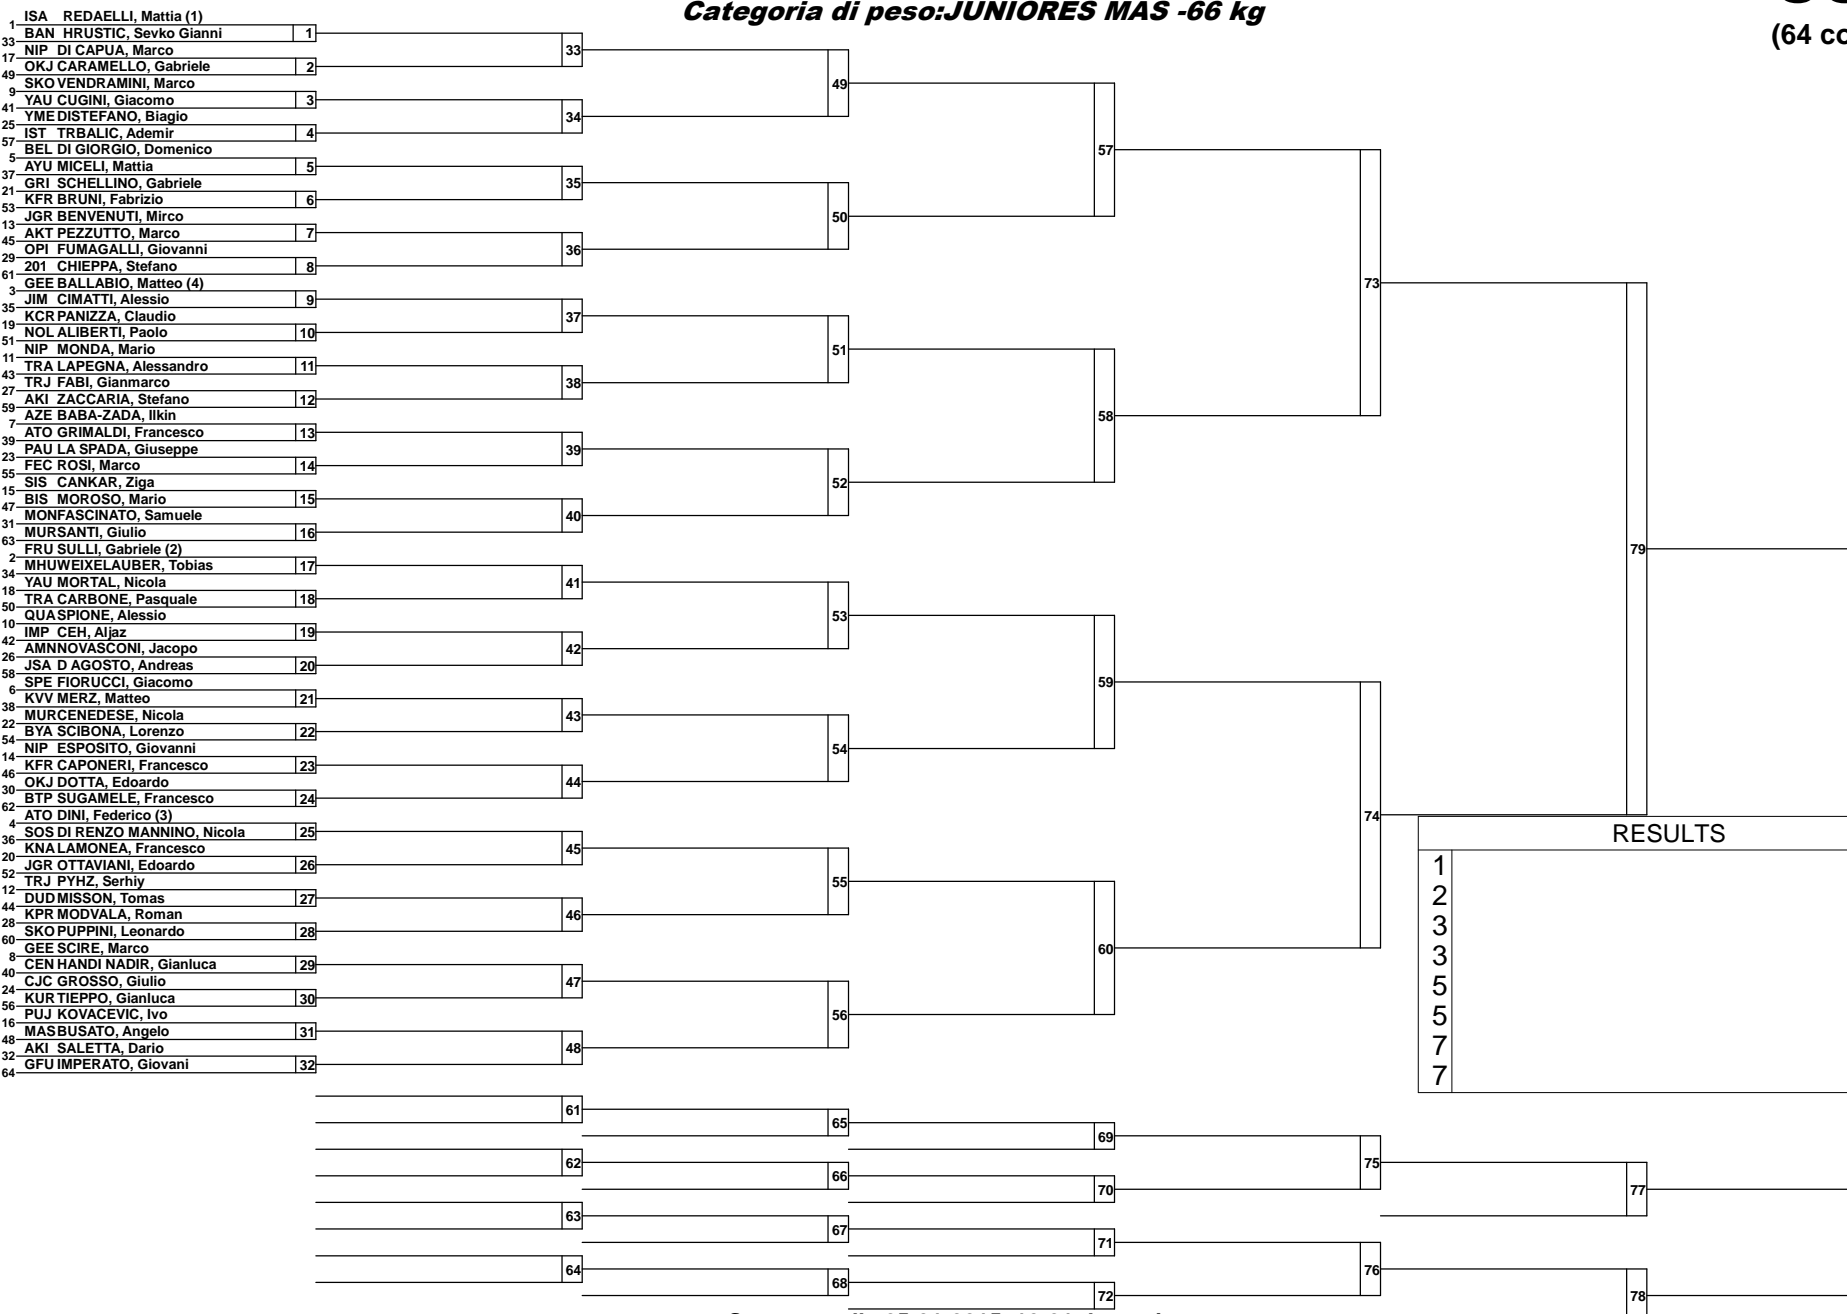 Categoria di peso:JUNIORES MAS -66 kg
(64 co
1 ISA REDAELLI, Mattia (1)
33 BAN HRUSTIC, Sevko Gianni 1
17 NIP DI CAPUA, Marco
49 OKJ CARAMELLO, Gabriele 2
9 SKO VENDRAMINI, Marco
41 YAU CUGINI, Giacomo 3
25 YME DISTEFANO, Biagio
57 IST TRBALIC, Ademir 4
5 BEL DI GIORGIO, Domenico
37 AYU MICELI, Mattia 5
21 GRI SCHELLINO, Gabriele
53 KFR BRUNI, Fabrizio 6
13 JGR BENVENUTI, Mirco
45 AKT PEZZUTTO, Marco 7
29 OPI FUMAGALLI, Giovanni
61 201 CHIEPPA, Stefano 8
3 GEE BALLABIO, Matteo (4)
35 JIM CIMATTI, Alessio 9
19 KCR PANIZZA, Claudio
51 NOL ALIBERTI, Paolo 10
11 NIP MONDA, Mario
43 TRA LAPEGNA, Alessandro 11
27 TRJ FABI, Gianmarco
59 AKI ZACCARIA, Stefano 12
7 AZE BABA-ZADA, Ilkin
39 ATO GRIMALDI, Francesco 13
23 PAU LA SPADA, Giuseppe
55 FEC ROSI, Marco 14
15 SIS CANKAR, Ziga
47 BIS MOROSO, Mario 15
31 MON FASCINATO, Samuele
63 MUR SANTI, Giulio 16
2 FRU SULLI, Gabriele (2)
34 MHU WEIXELAUBER, Tobias 17
18 YAU MORTAL, Nicola
50 TRA CARBONE, Pasquale 18
10 QUA SPIONE, Alessio
42 IMP CEH, Aljaz 19
26 AMN NOVASCONI, Jacopo
58 JSA D AGOSTO, Andreas 20
6 SPE FIORUCCI, Giacomo
38 KVV MERZ, Matteo 21
22 MUR CENEDESE, Nicola
54 BYA SCIBONA, Lorenzo 22
14 NIP ESPOSITO, Giovanni
46 KFR CAPONERI, Francesco 23
30 OKJ DOTTA, Edoardo
62 BTP SUGAMELE, Francesco 24
4 ATO DINI, Federico (3)
36 SOS DI RENZO MANNINO, Nicola 25
20 KNA LAMONEA, Francesco
52 JGR OTTAVIANI, Edoardo 26
12 TRJ PYHZ, Serhiy
44 DUD MISSON, Tomas 27
28 KPR MODVALA, Roman
60 SKO PUPPINI, Leonardo 28
8 GEE SCIRE, Marco
40 CEN HANDI NADIR, Gianluca 29
24 CJC GROSSO, Giulio
56 KUR TIEPPO, Gianluca 30
16 PUJ KOVACEVIC, Ivo
48 MAS BUSATO, Angelo 31
32 AKI SALETTA, Dario
64 GFU IMPERATO, Giovani 32
33
34
35
36
37
38
39
40
41
42
43
44
45
46
47
48
49
50
51
52
53
54
55
56
57
58
59
60
73
74
79
RESULTS
1
2
3
3
5
5
7
7
61
62
63
64
65
66
67
68
69
70
71
72
75
76
77
78